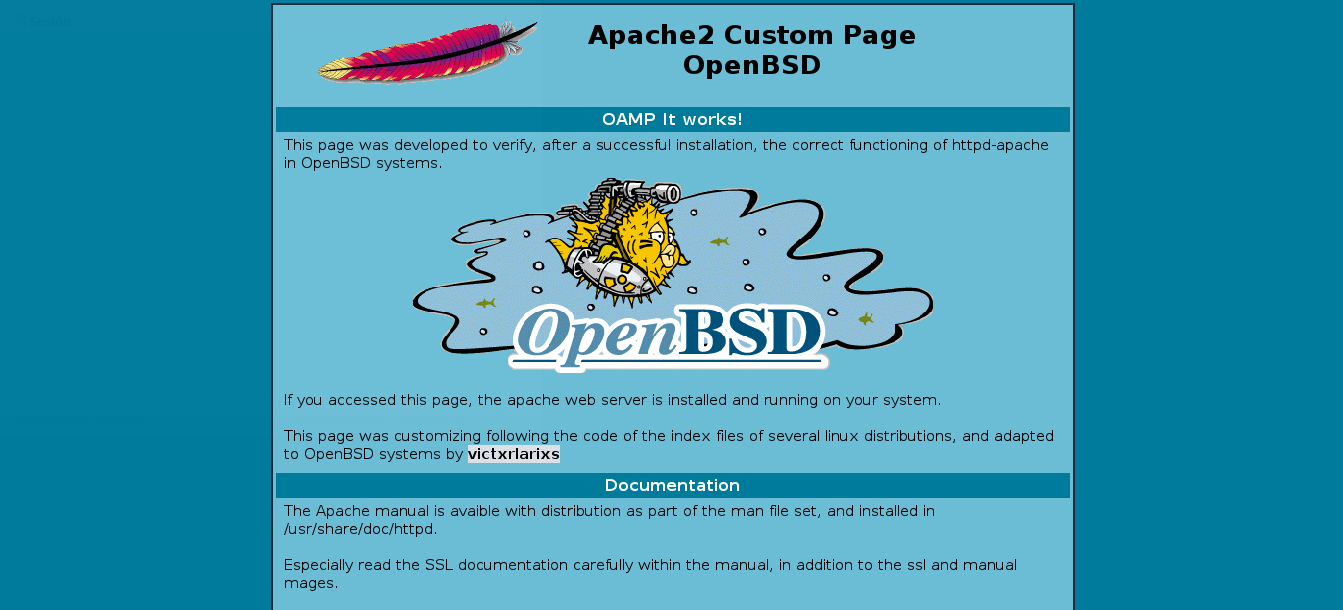 Apache2 Custom Page
OpenBSD
OAMP It works!
This page was developed to verify, after a successful installation, the correct functioning of httpd-apache
in OpenBSD systems.
OpenBSD
If you accessed this page, the apache web server is installed and running on your system.
This page was customizing following the code of the index files of several linux distributions, and adapted
to OpenBSD systems by victxrlarixs
Documentation
The Apache manual is avaible with distribution as part of the man file set, and installed in
/usr/share/doc/httpd.
Especially read the SSL documentation carefully within the manual, in addition to the ssl and manual
mages.